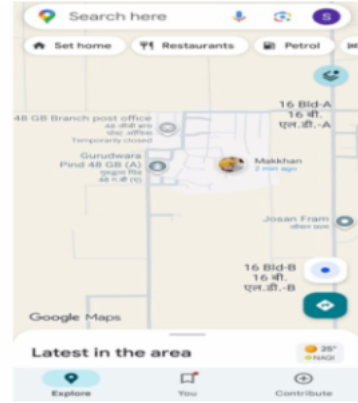 Search here
S
Set home
Restaurants
Petrol
16 Bld-A
16 बी.
एल.डी.-A
48 GB Branch post office
Temporarily closed
Gurudwara
Pind 48 GB (A)
Makkhan
2 min ago
Josan Fram
16 Bld-B
16 बी.
एल.डी.-B
Google Maps
Latest in the area
25°
NAQI
Explore
You
Contribute